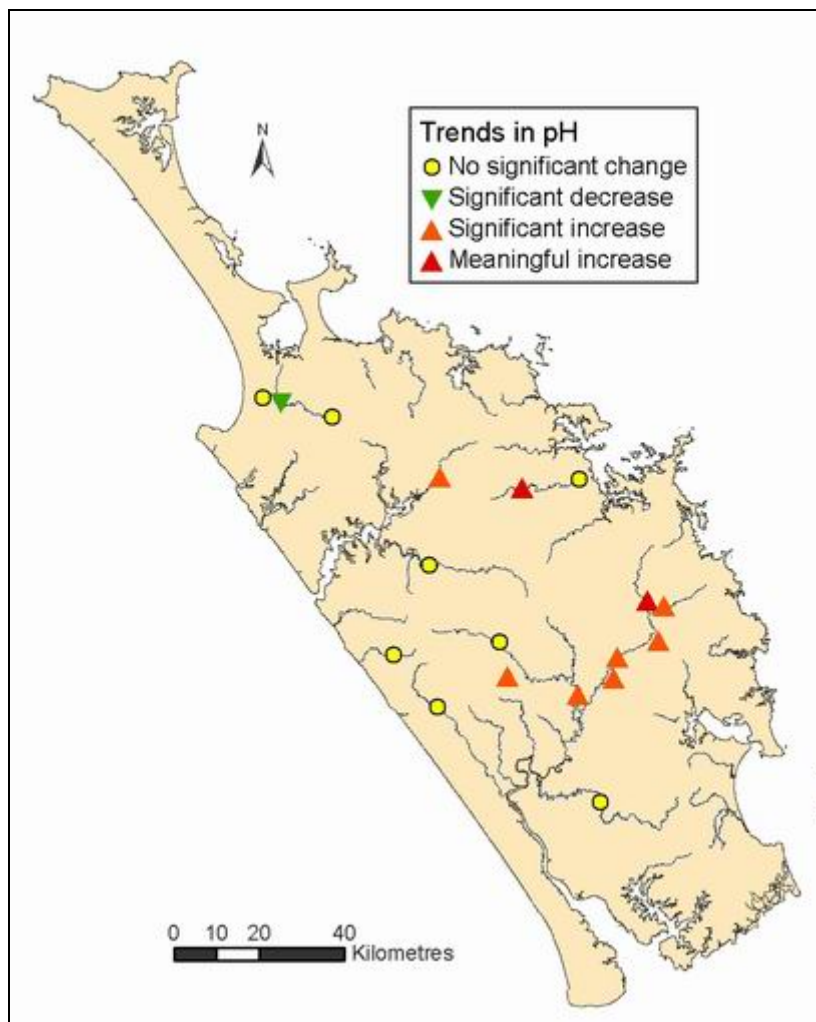 N
Trends in pH
No significant change
Significant decrease
Significant increase
Meaningful increase
0 10 20 40
Kilometres